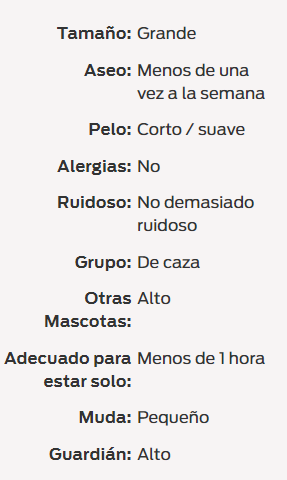 Tamaño: Grande
Aseo: Menos de una
vez a la semana
Pelo: Corto / suave
Alergias: No
Ruidoso: No demasiado
ruidoso
Grupo: De caza
Otras Alto
Mascotas:
Adecuado para Menos de 1 hora
estar solo:
Muda: Pequeño
Guardián: Alto